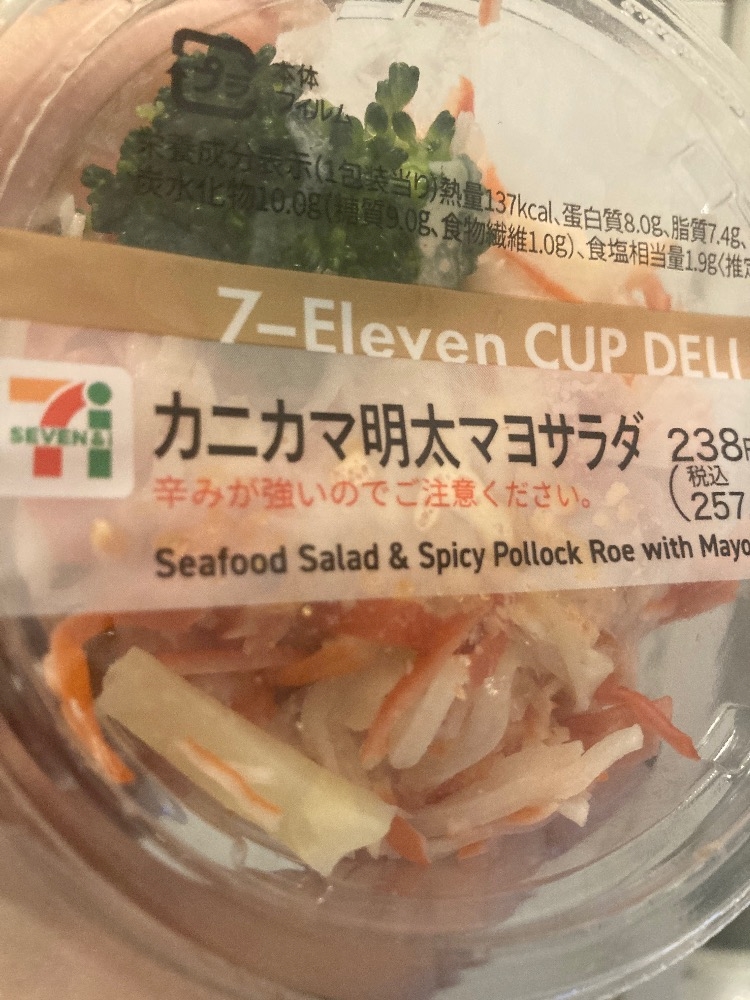 プラ
本体
フィルム
栄養成分表示(1包装当り)熱量137kcal、蛋白質8.0g、脂質7.4g、
炭水化物10.0g(糖質9.0g、食物繊維1.0g)、食塩相当量1.9g(推定
7-Eleven CUP DELI
SEVEN&i
カニカマ明太マヨサラダ 238円
(税込
257
辛みが強いのでご注意ください。
Seafood Salad & Spicy Pollock Roe with Mayo